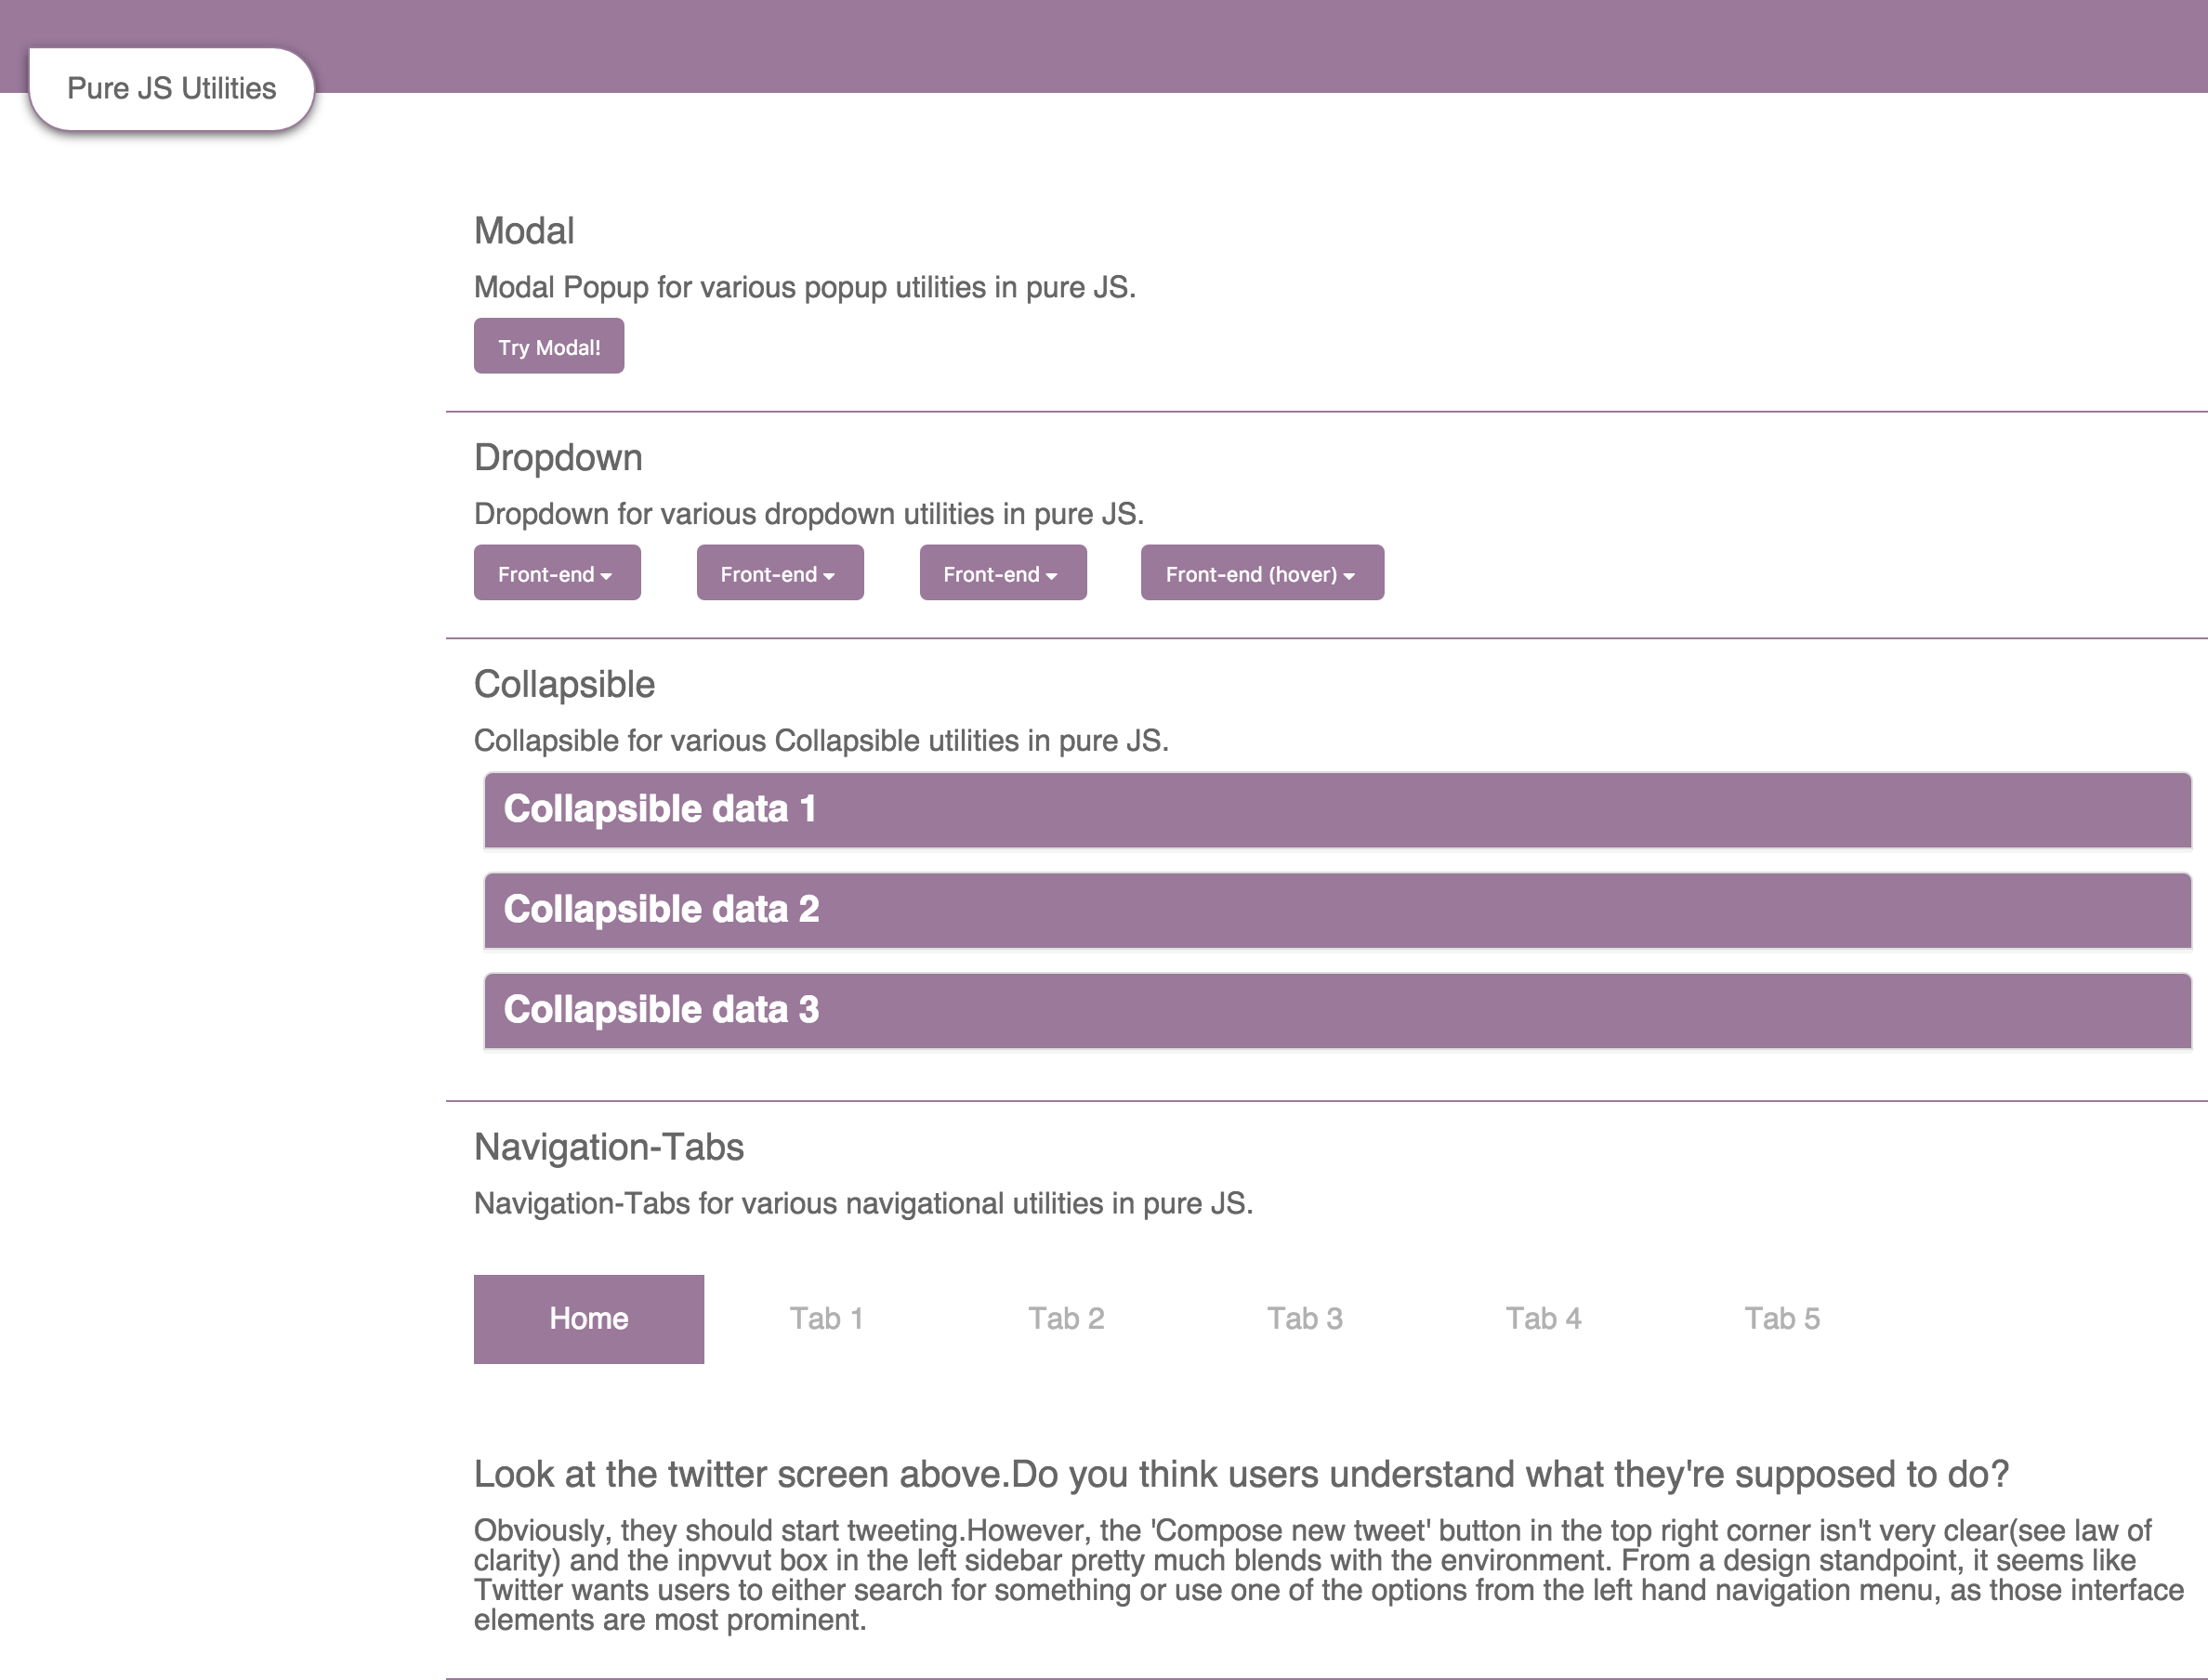 Pure JS Utilities
Modal
Modal Popup for various popup utilities in pure JS.
Try Modal!
Dropdown
Dropdown for various dropdown utilities in pure JS.
Front-end Front-end Front-end Front-end (hover)
Collapsible
Collapsible for various Collapsible utilities in pure JS.
Collapsible data 1
Collapsible data 2
Collapsible data 3
Navigation-Tabs
Navigation-Tabs for various navigational utilities in pure JS.
Home Tab 1 Tab 2 Tab 3 Tab 4 Tab 5
Look at the twitter screen above.Do you think users understand what they're supposed to do?
Obviously, they should start tweeting.However, the 'Compose new tweet' button in the top right corner isn't very clear(see law of
clarity) and the inpvvut box in the left sidebar pretty much blends with the environment. From a design standpoint, it seems like
Twitter wants users to either search for something or use one of the options from the left hand navigation menu, as those interface
elements are most prominent.